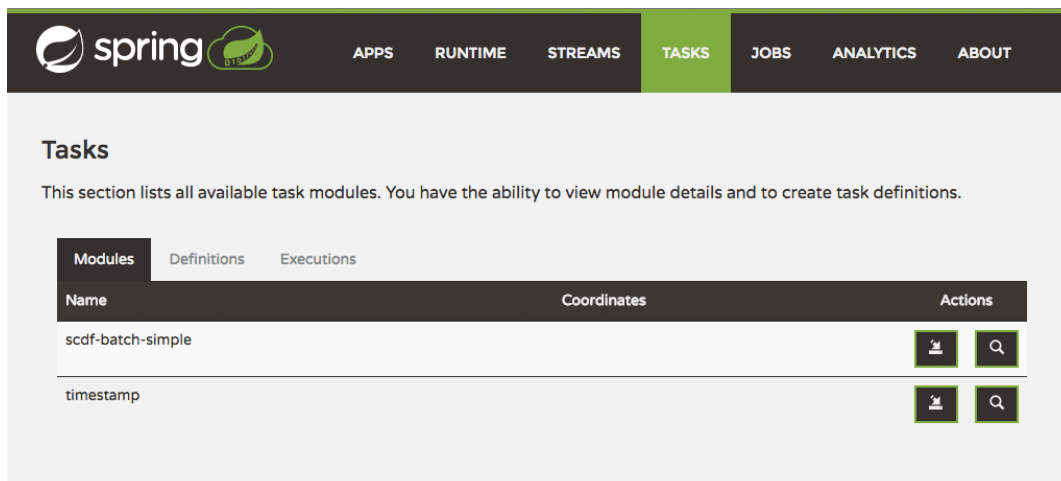 spring
APPS RUNTIME STREAMS TASKS JOBS ANALYTICS ABOUT
Tasks
This section lists all available task modules. You have the ability to view module details and to create task definitions.
Modules Definitions Executions
Name Coordinates Actions
scdf-batch-simple
timestamp